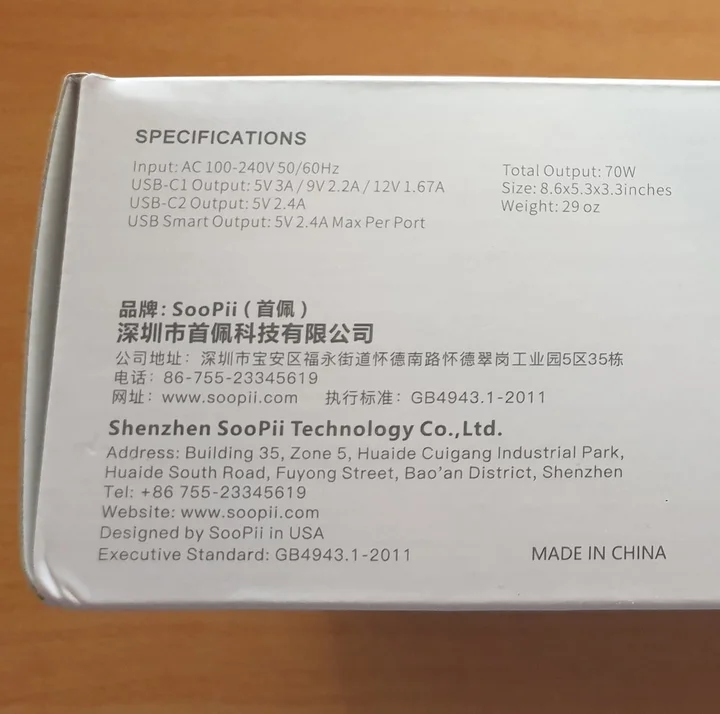 SPECIFICATIONS
Input: AC 100-240V 50/60Hz
USB-C1 Output: 5V 3A / 9V 2.2A / 12V 1.67A
USB-C2 Output: 5V 2.4A
USB Smart Output: 5V 2.4A Max Per Port
Total Output: 70W
Size: 8.6x5.3x3.3inches
Weight: 29 oz
品牌: SooPii ( 首佩 )
深圳市首佩科技有限公司
公司地址: 深圳市宝安区福永街道怀德南路怀德翠岗工业园5区35栋
电话: 86-755-23345619
网址: www.soopii.com 执行标准: GB4943.1-2011
Shenzhen SooPii Technology Co.,Ltd.
Address: Building 35, Zone 5, Huaide Cuigang Industrial Park,
Huaide South Road, Fuyong Street, Bao'an District, Shenzhen
Tel: +86 755-23345619
Website: www.soopii.com
Designed by SooPii in USA
Executive Standard: GB4943.1-2011
MADE IN CHINA